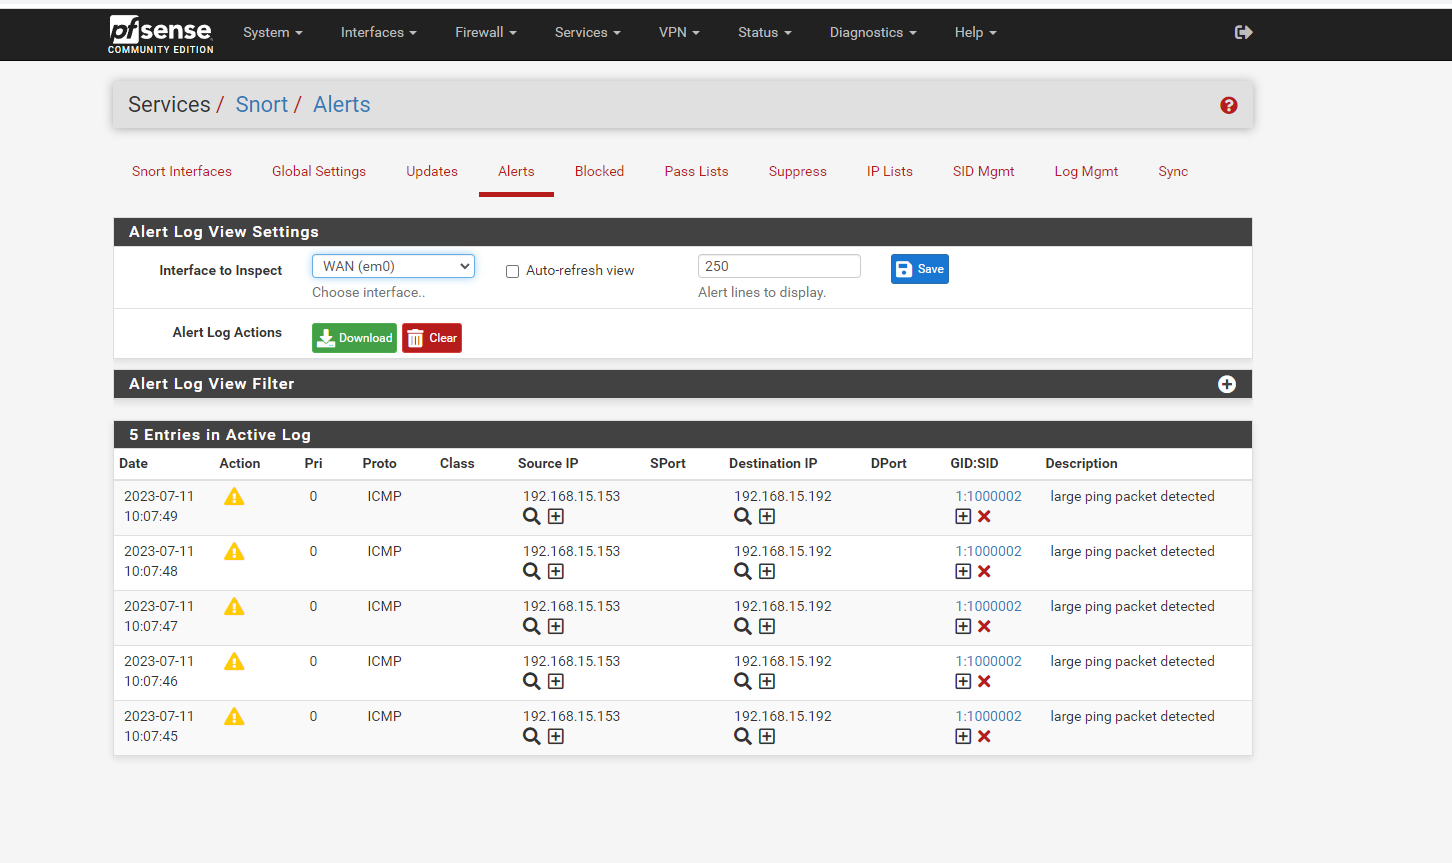 pfsense
COMMUNITY EDITION
System Interfaces Firewall Services VPN Status Diagnostics Help
Services / Snort / Alerts
Snort Interfaces Global Settings Updates Alerts Blocked Pass Lists Suppress IP Lists SID Mgmt Log Mgmt Sync
Alert Log View Settings
Interface to Inspect WAN (em0) Auto-refresh view 250 Save
Choose interface.. Alert lines to display.
Alert Log Actions Download Clear
Alert Log View Filter
5 Entries in Active Log
Date Action Pri Proto Class Source IP SPort Destination IP DPort GID:SID Description
2023-07-11 0 ICMP 192.168.15.153 192.168.15.192 1:1000002 large ping packet detected
10:07:49
2023-07-11 0 ICMP 192.168.15.153 192.168.15.192 1:1000002 large ping packet detected
10:07:48
2023-07-11 0 ICMP 192.168.15.153 192.168.15.192 1:1000002 large ping packet detected
10:07:47
2023-07-11 0 ICMP 192.168.15.153 192.168.15.192 1:1000002 large ping packet detected
10:07:46
2023-07-11 0 ICMP 192.168.15.153 192.168.15.192 1:1000002 large ping packet detected
10:07:45